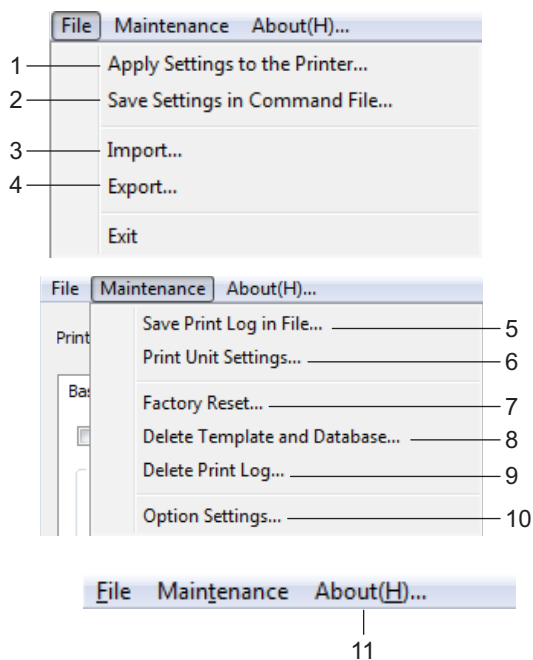 File Maintenance About(H)...
1 Apply Settings to the Printer...
2 Save Settings in Command File...
3 Import...
4 Export...
Exit
File Maintenance About(H)...
Print
Save Print Log in File... 5
Print Unit Settings... 6
Bas
Factory Reset... 7
Delete Template and Database... 8
Delete Print Log... 9
Option Settings... 10
File Maintenance About(H)...
11